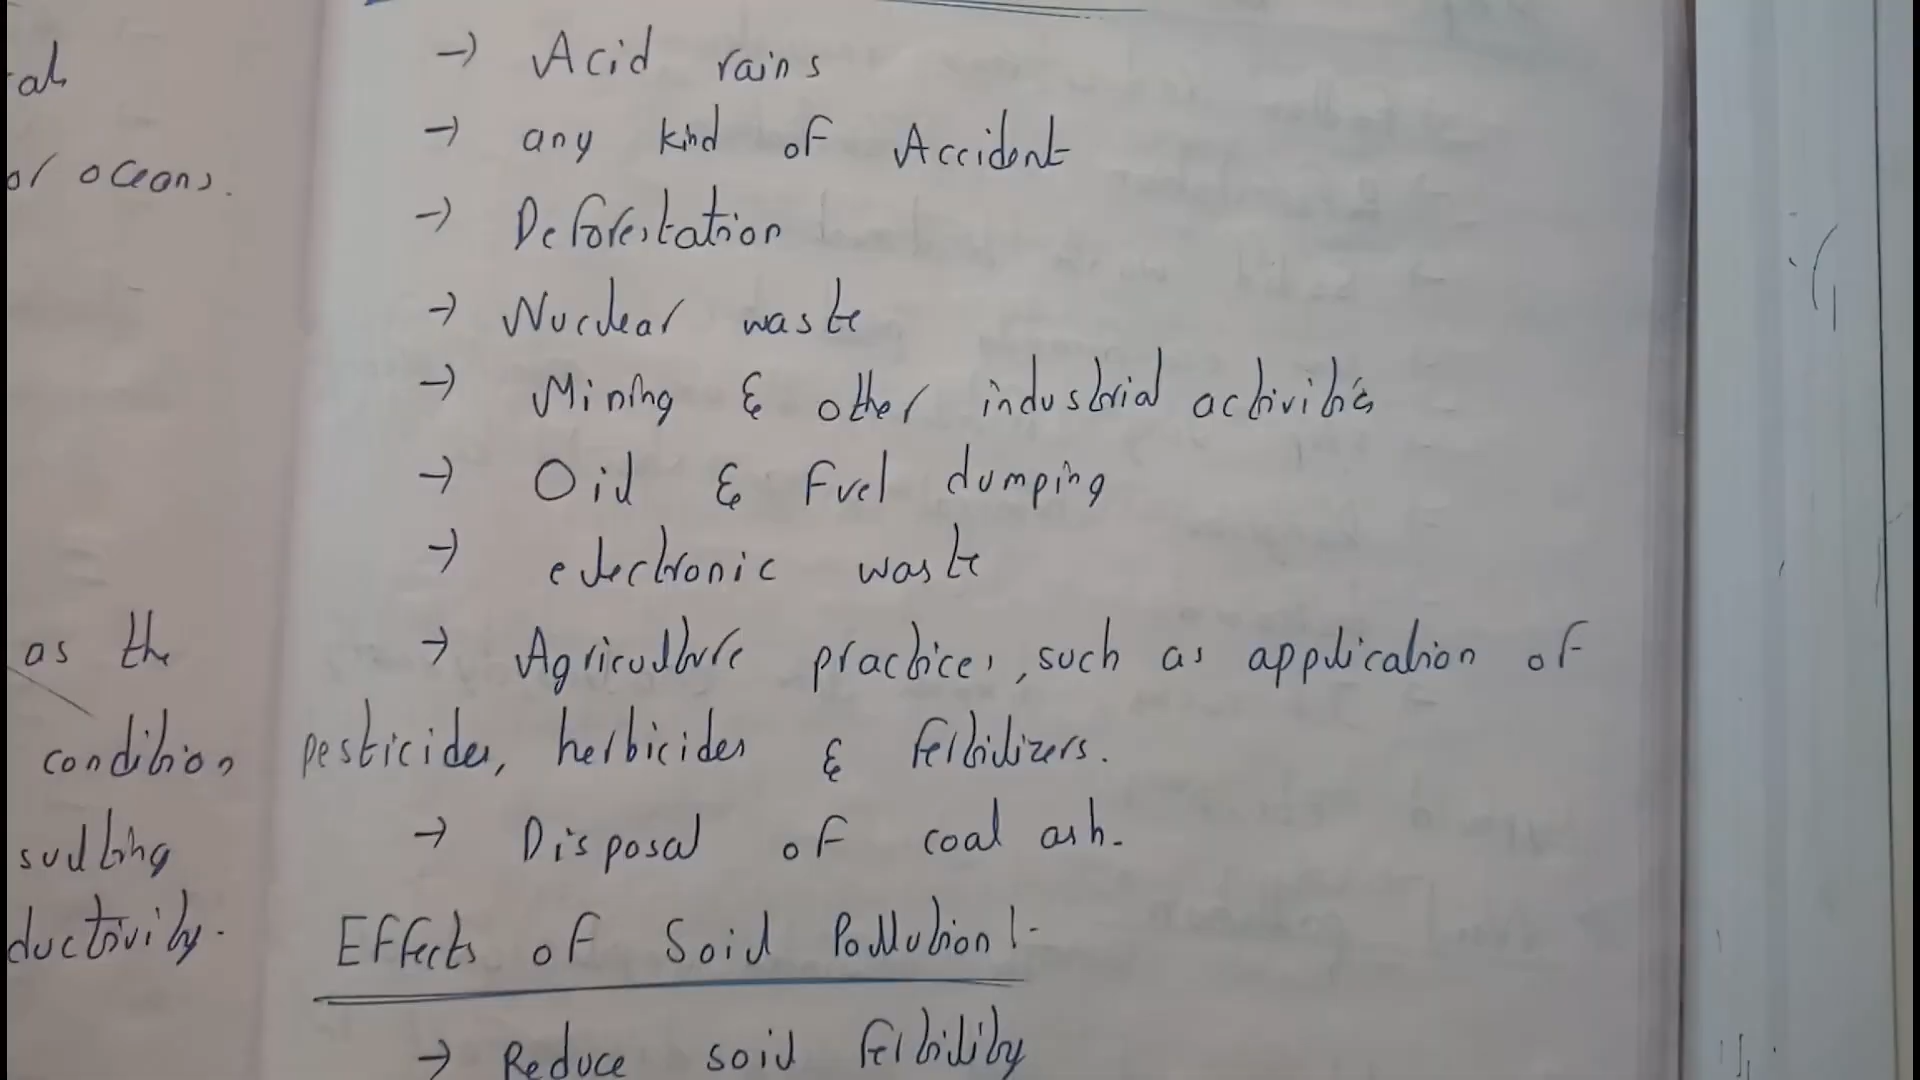 of oceans.
as the
condition
→ Acid rains
→ any kind of Accident
→ Deforestation
→ Nuclear waste
→ Mining & other industrial activities
→ Oil & Fuel dumping
→ electronic waste
→ Agriculture practices, such as application of
pesticides, herbicides & fertilizers.
→ Disposal of coal ash.
Effects of Soil Pollution :-
→ Reduce soil fertility